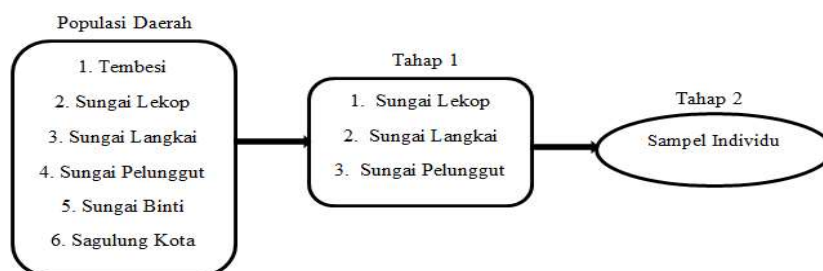 Populasi Daerah
1. Tembesi
2. Sungai Lekop
3. Sungai Langkai
4. Sungai Pelunggut
5. Sungai Binti
6. Sagulung Kota
Tahap 1
1. Sungai Lekop
2. Sungai Langkai
3. Sungai Pelunggut
Tahap 2
Sampel Individu